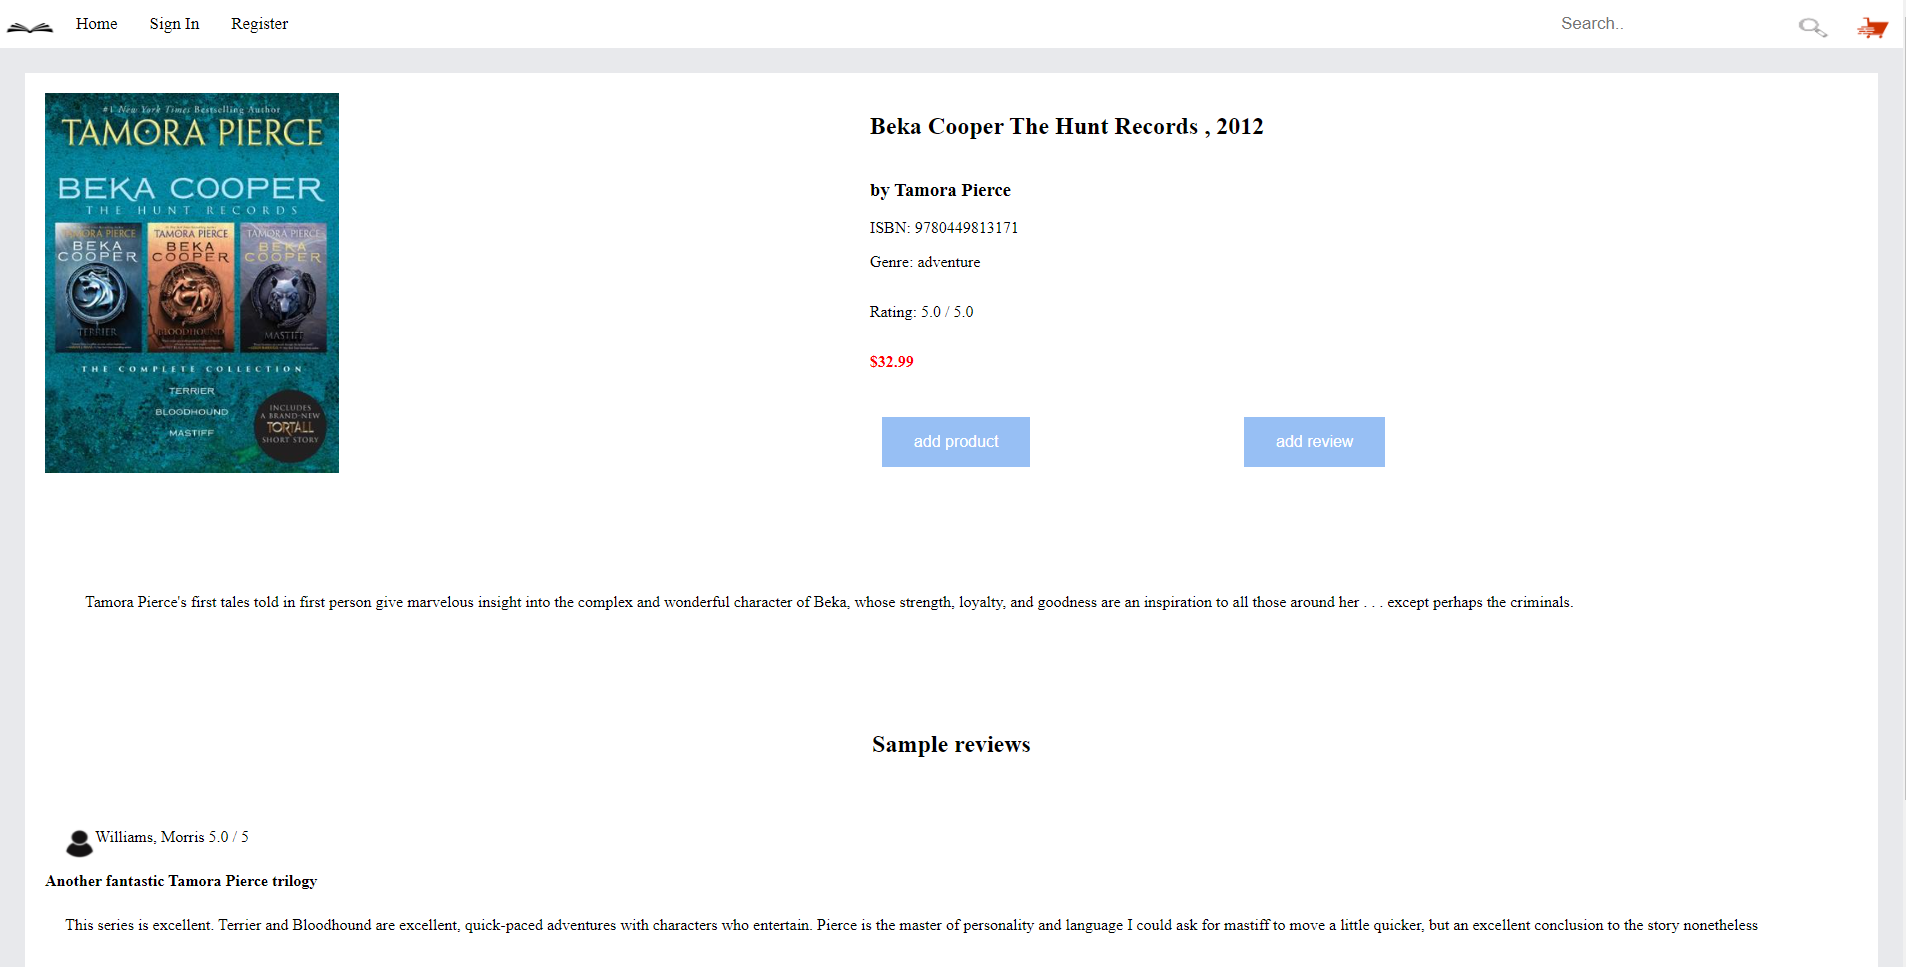 Home Sign In Register Search..
#1 New York Times Bestselling Author
TAMORA PIERCE
BEKA COOPER
THE HUNT RECORDS
TAMORA PIERCE TAMORA PIERCE TAMORA PIERCE
BEKA COOPER BEKA COOPER BEKA COOPER
TERRIER BLOODHOUND MASTIFF
THE COMPLETE COLLECTION
TERRIER
BLOODHOUND
MASTIFF
INCLUDES
A BRAND-NEW
TORTALL
SHORT STORY
Beka Cooper The Hunt Records , 2012
by Tamora Pierce
ISBN: 9780449813171
Genre: adventure
Rating: 5.0 / 5.0
$32.99
add product add review
Tamora Pierce's first tales told in first person give marvelous insight into the complex and wonderful character of Beka, whose strength, loyalty, and goodness are an inspiration to all those around her . . . except perhaps the criminals.
Sample reviews
Williams, Morris 5.0 / 5
Another fantastic Tamora Pierce trilogy
This series is excellent. Terrier and Bloodhound are excellent, quick-paced adventures with characters who entertain. Pierce is the master of personality and language I could ask for mastiff to move a little quicker, but an excellent conclusion to the story nonetheless